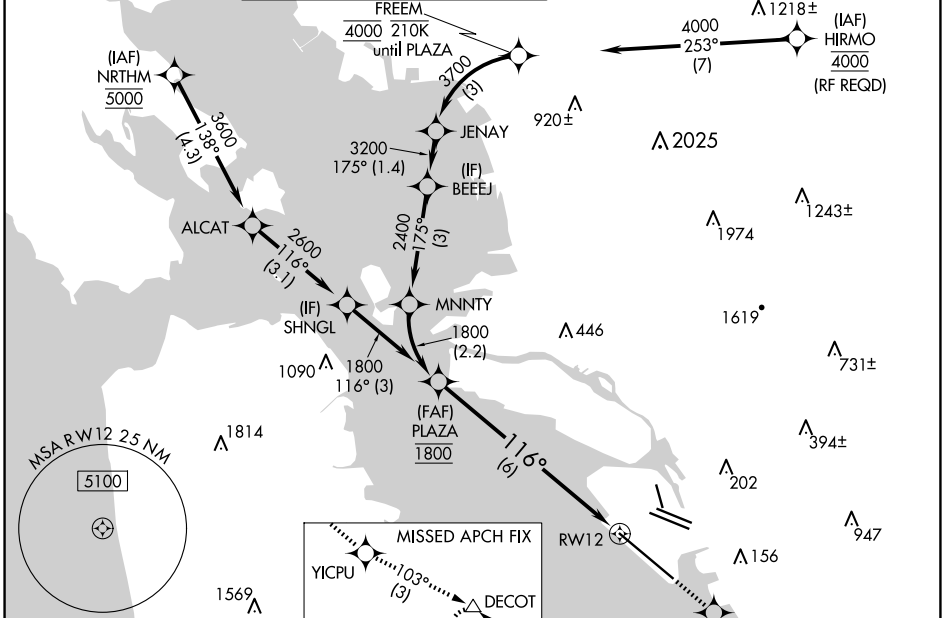 FREEM
4000 210K
until PLAZA
1218±
(IAF)
HIRMO
4000
(RF REQD)
4000
253°
(7)
(IAF)
NRTHM
5000
3700
(3)
920±
JENAY
2025
3600
138°
(4.3)
3200
175° (1.4)
(IF)
BEEEJ
1243±
1974
ALCAT
2600
116°
(3.1)
2400
175°
(3)
(IF)
SHNGL
MNNTY
1619
1800
(2.2)
446
731±
1090
1800
116° (3)
(FAF)
PLAZA
1800
116°
(6)
1814
394±
MSA RW12 25 NM
5100
202
RW12
947
156
MISSED APCH FIX
YICPU
103°
(3)
DECOT
1569